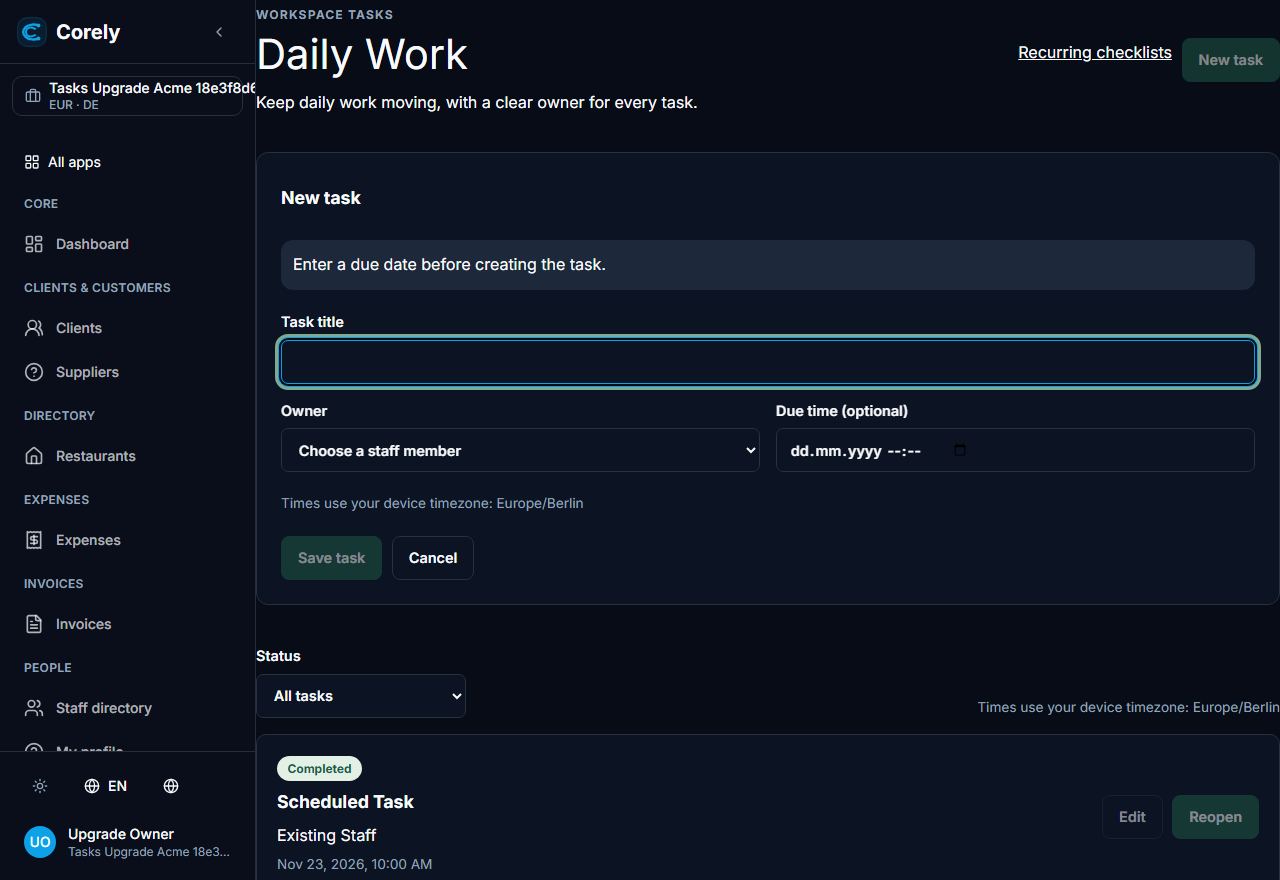 Corely
Tasks Upgrade Acme 18e3f8d6
EUR · DE
All apps
CORE
Dashboard
CLIENTS & CUSTOMERS
Clients
Suppliers
DIRECTORY
Restaurants
EXPENSES
Expenses
INVOICES
Invoices
PEOPLE
Staff directory
My profile
EN
UO
Upgrade Owner
Tasks Upgrade Acme 18e3...
WORKSPACE TASKS
Daily Work
Keep daily work moving, with a clear owner for every task.
Recurring checklists
New task
New task
Enter a due date before creating the task.
Task title
Owner
Due time (optional)
Choose a staff member
dd.mm.yyyy --:--
Times use your device timezone: Europe/Berlin
Save task
Cancel
Status
All tasks
Times use your device timezone: Europe/Berlin
Completed
Scheduled Task
Existing Staff
Nov 23, 2026, 10:00 AM
Edit
Reopen